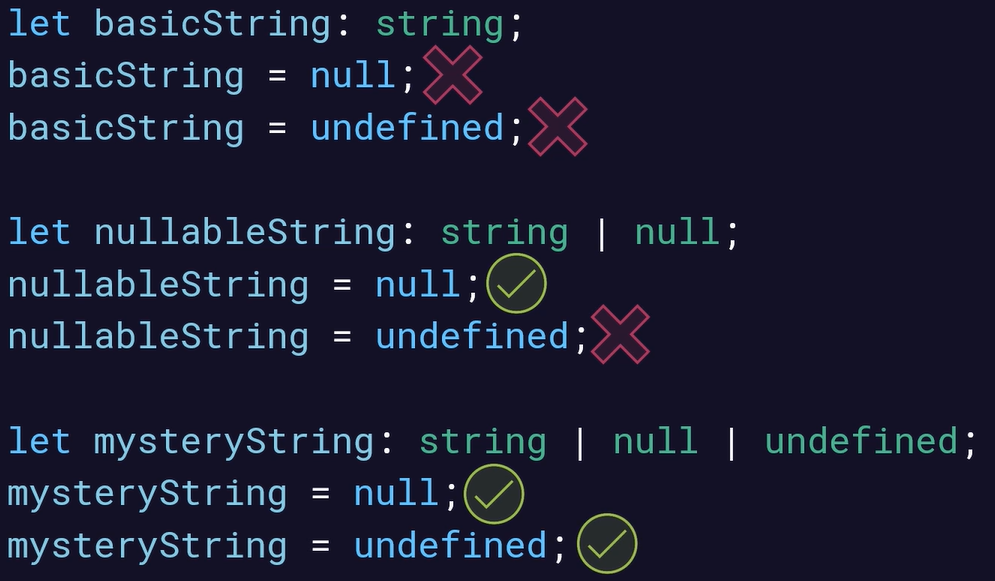 let basicString: string;
basicString = null;
basicString = undefined;
let nullableString: string | null;
nullableString = null;
nullableString = undefined;
let mysteryString: string | null | undefined;
mysteryString = null;
mysteryString = undefined;